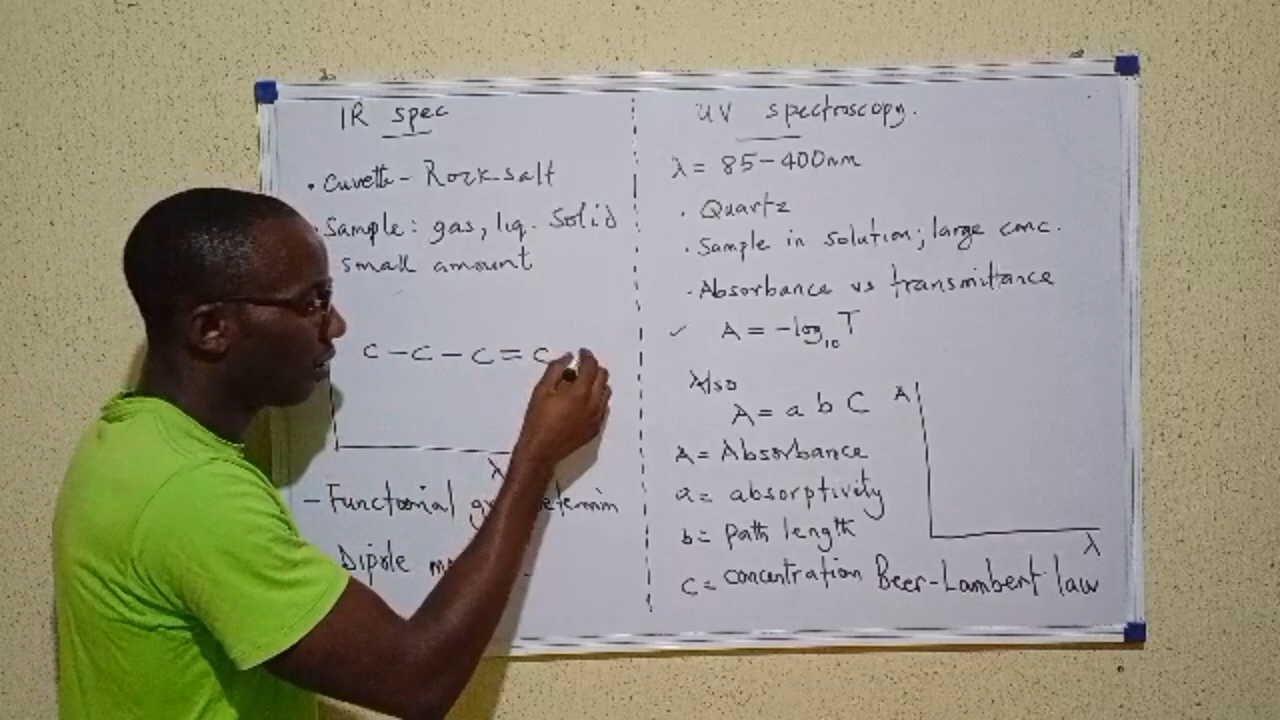 IR spec
• Cuvette - Rock salt
• Sample: gas, liq. Solid
small amount
C - C - C = C
λ
- Functional
Dipole
UV spectroscopy.
λ = 85-400nm
• Quartz
• Sample in solution; large conc.
• Absorbance vs transmittance
✓ A = -log₁₀ T
Also
A = a b C
A
A = Absorbance
a = absorptivity
b = Path length
C = concentration
λ
Beer-Lambert law